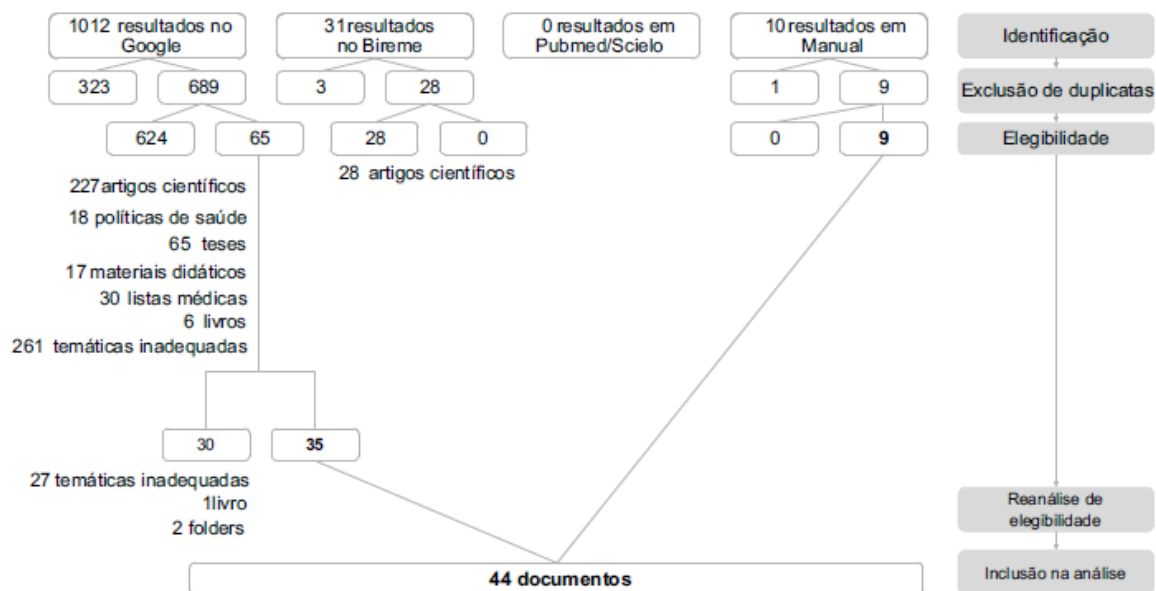 1012 resultados no
Google
31 resultados
no Bireme
0 resultados em
Pubmed/Scielo
10 resultados em
Manual
Identificação
323
689
3
28
1
9
Exclusão de duplicatas
624
65
28
0
0
9
Elegibilidade
227 artigos científicos
18 políticas de saúde
65 teses
17 materiais didáticos
30 listas médicas
6 livros
261 temáticas inadequadas
28 artigos científicos
30
35
27 temáticas inadequadas
1livro
2 folders
Reanálise de
elegibilidade
44 documentos
Inclusão na análise